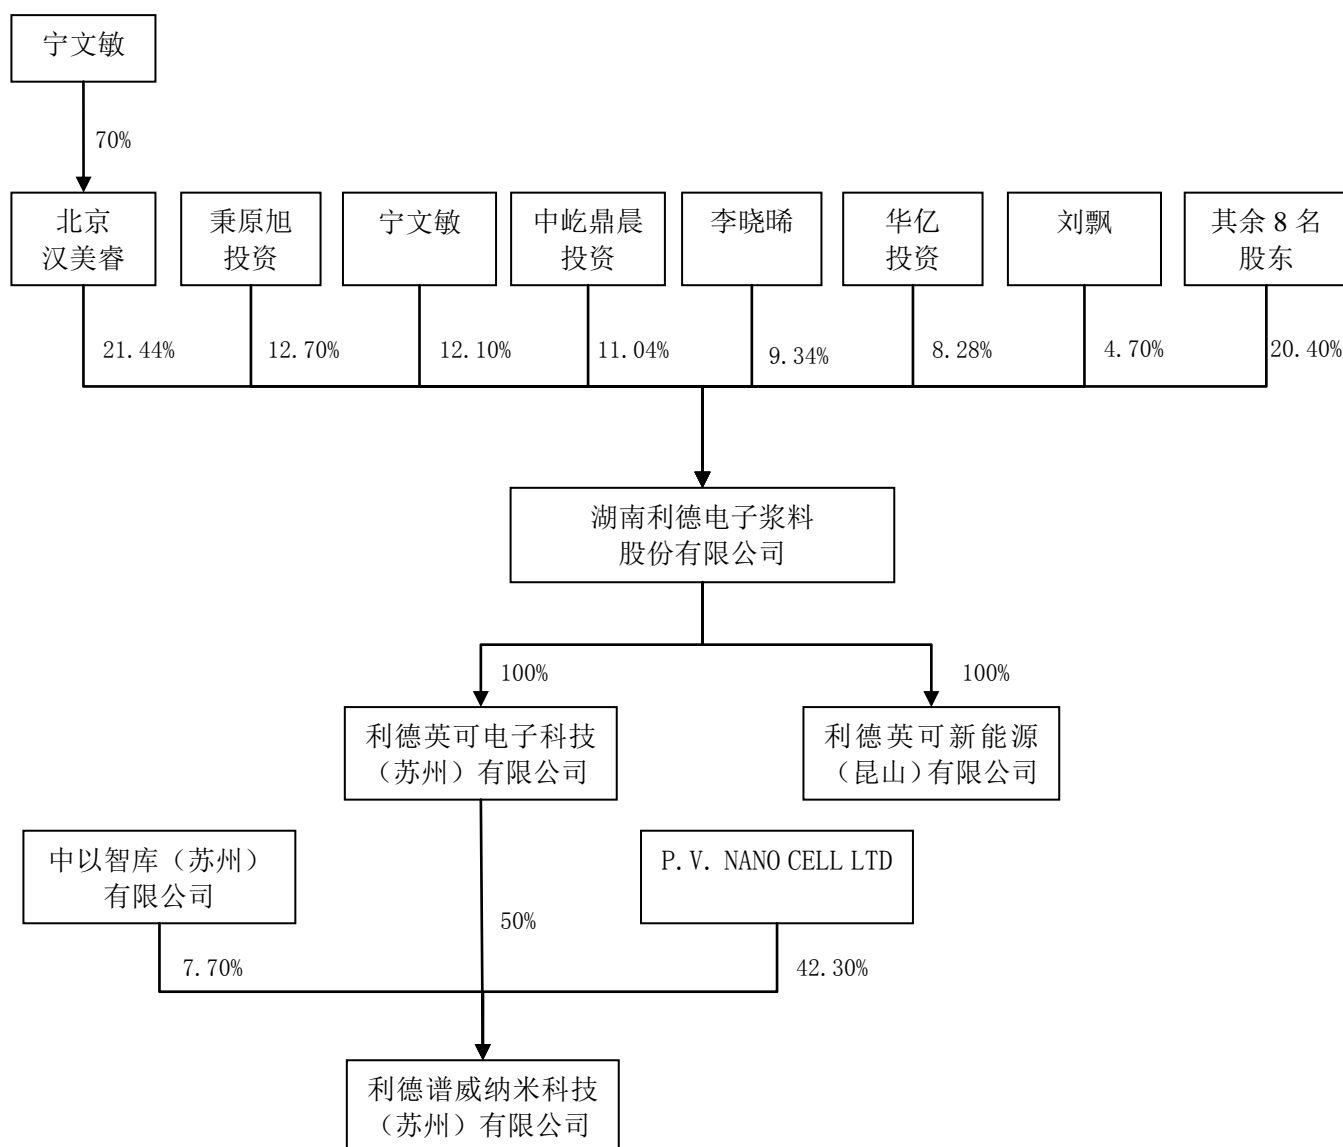 宁文敏
70%
北京
汉美睿
秉原旭
投资
宁文敏
中屹鼎晨
投资
李晓晞
华亿
投资
刘飘
其余 8 名
股东
21.44%
12.70%
12.10%
11.04%
9.34%
8.28%
4.70%
20.40%
湖南利德电子浆料
股份有限公司
100%
100%
利德英可电子科技
（苏州）有限公司
利德英可新能源
（昆山）有限公司
中以智库（苏州）
有限公司
P.V. NANO CELL LTD
50%
7.70%
42.30%
利德谱威纳米科技
（苏州）有限公司